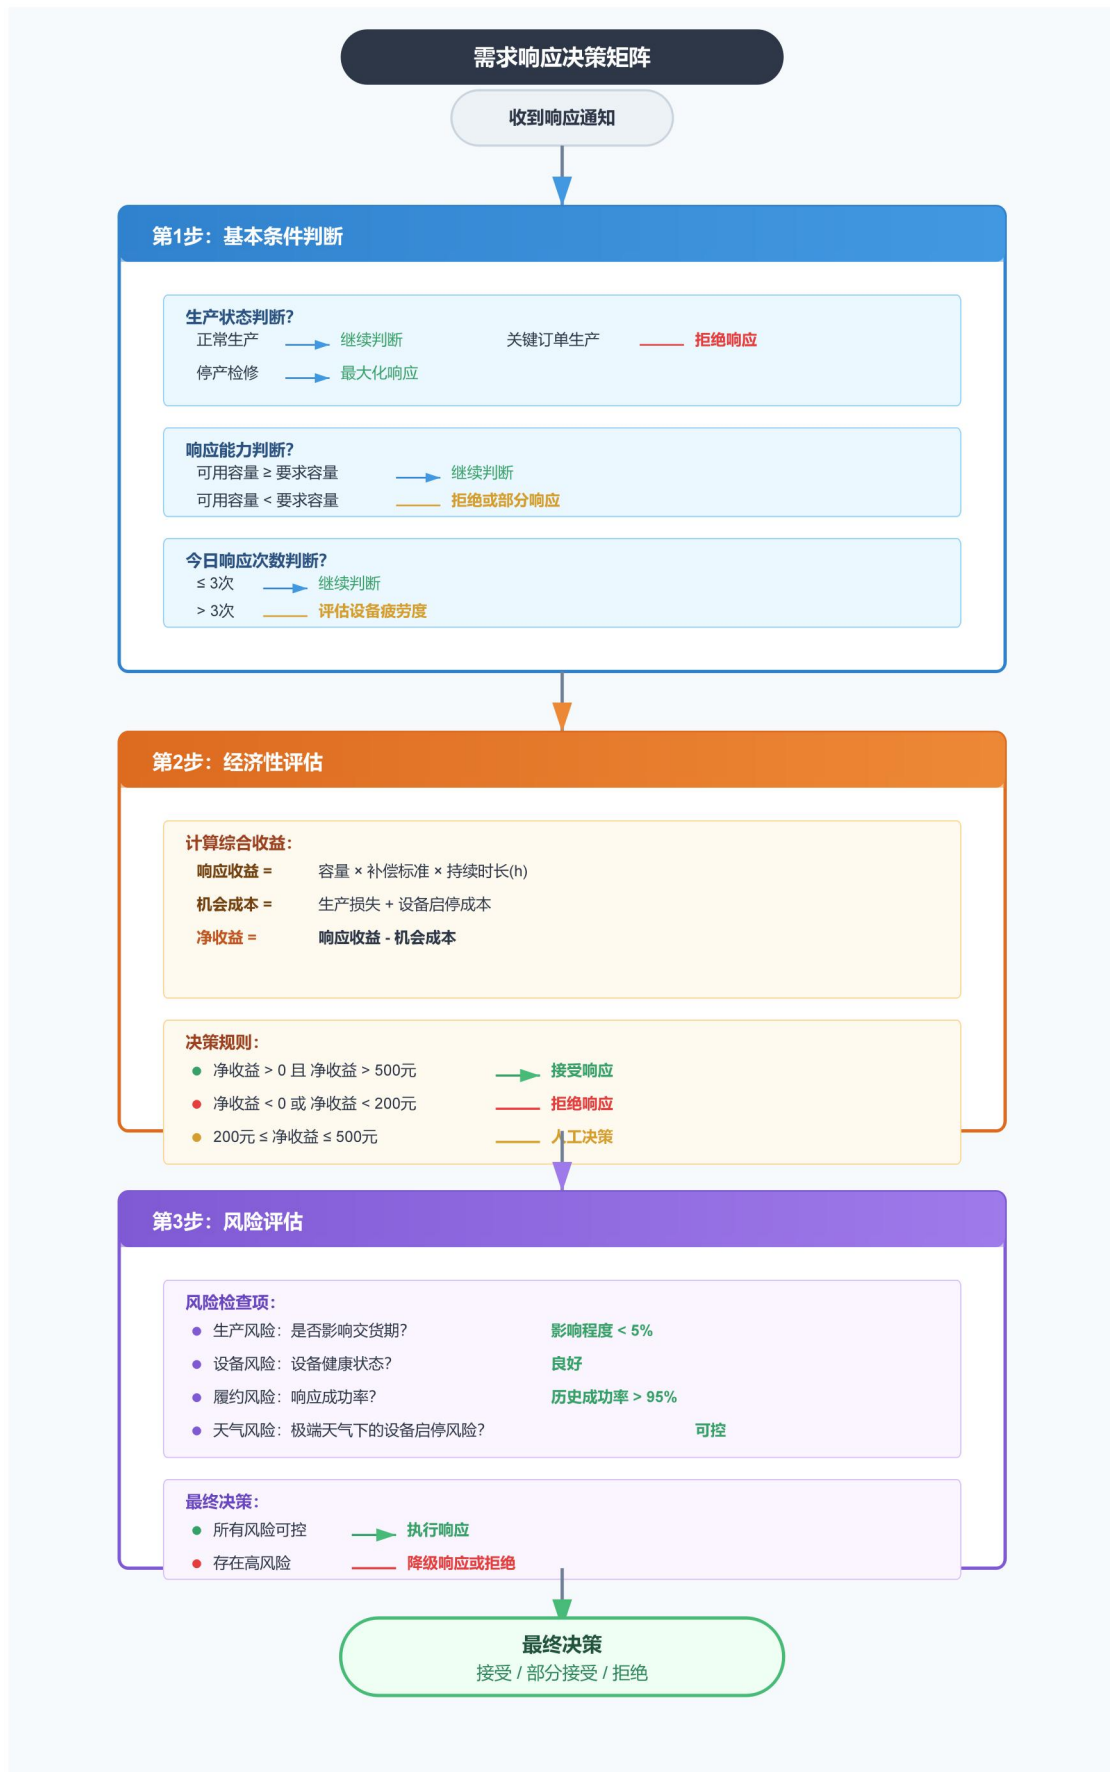 需求响应决策矩阵
收到响应通知
第1步：基本条件判断
生产状态判断？
正常生产 继续判断 关键订单生产 拒绝响应
停产检修 最大化响应
响应能力判断？
可用容量 ≥ 要求容量 继续判断
可用容量 < 要求容量 拒绝或部分响应
今日响应次数判断？
≤ 3次 继续判断
> 3次 评估设备疲劳度
第2步：经济性评估
计算综合收益：
响应收益 = 容量 × 补偿标准 × 持续时长(h)
机会成本 = 生产损失 + 设备启停成本
净收益 = 响应收益 - 机会成本
决策规则：
净收益 > 0 且 净收益 > 500元 接受响应
净收益 < 0 或 净收益 < 200元 拒绝响应
200元 ≤ 净收益 ≤ 500元 人工决策
第3步：风险评估
风险检查项：
生产风险：是否影响交货期？ 影响程度 < 5%
设备风险：设备健康状态？ 良好
履约风险：响应成功率？ 历史成功率 > 95%
天气风险：极端天气下的设备启停风险？ 可控
最终决策：
所有风险可控 执行响应
存在高风险 降级响应或拒绝
最终决策
接受 / 部分接受 / 拒绝